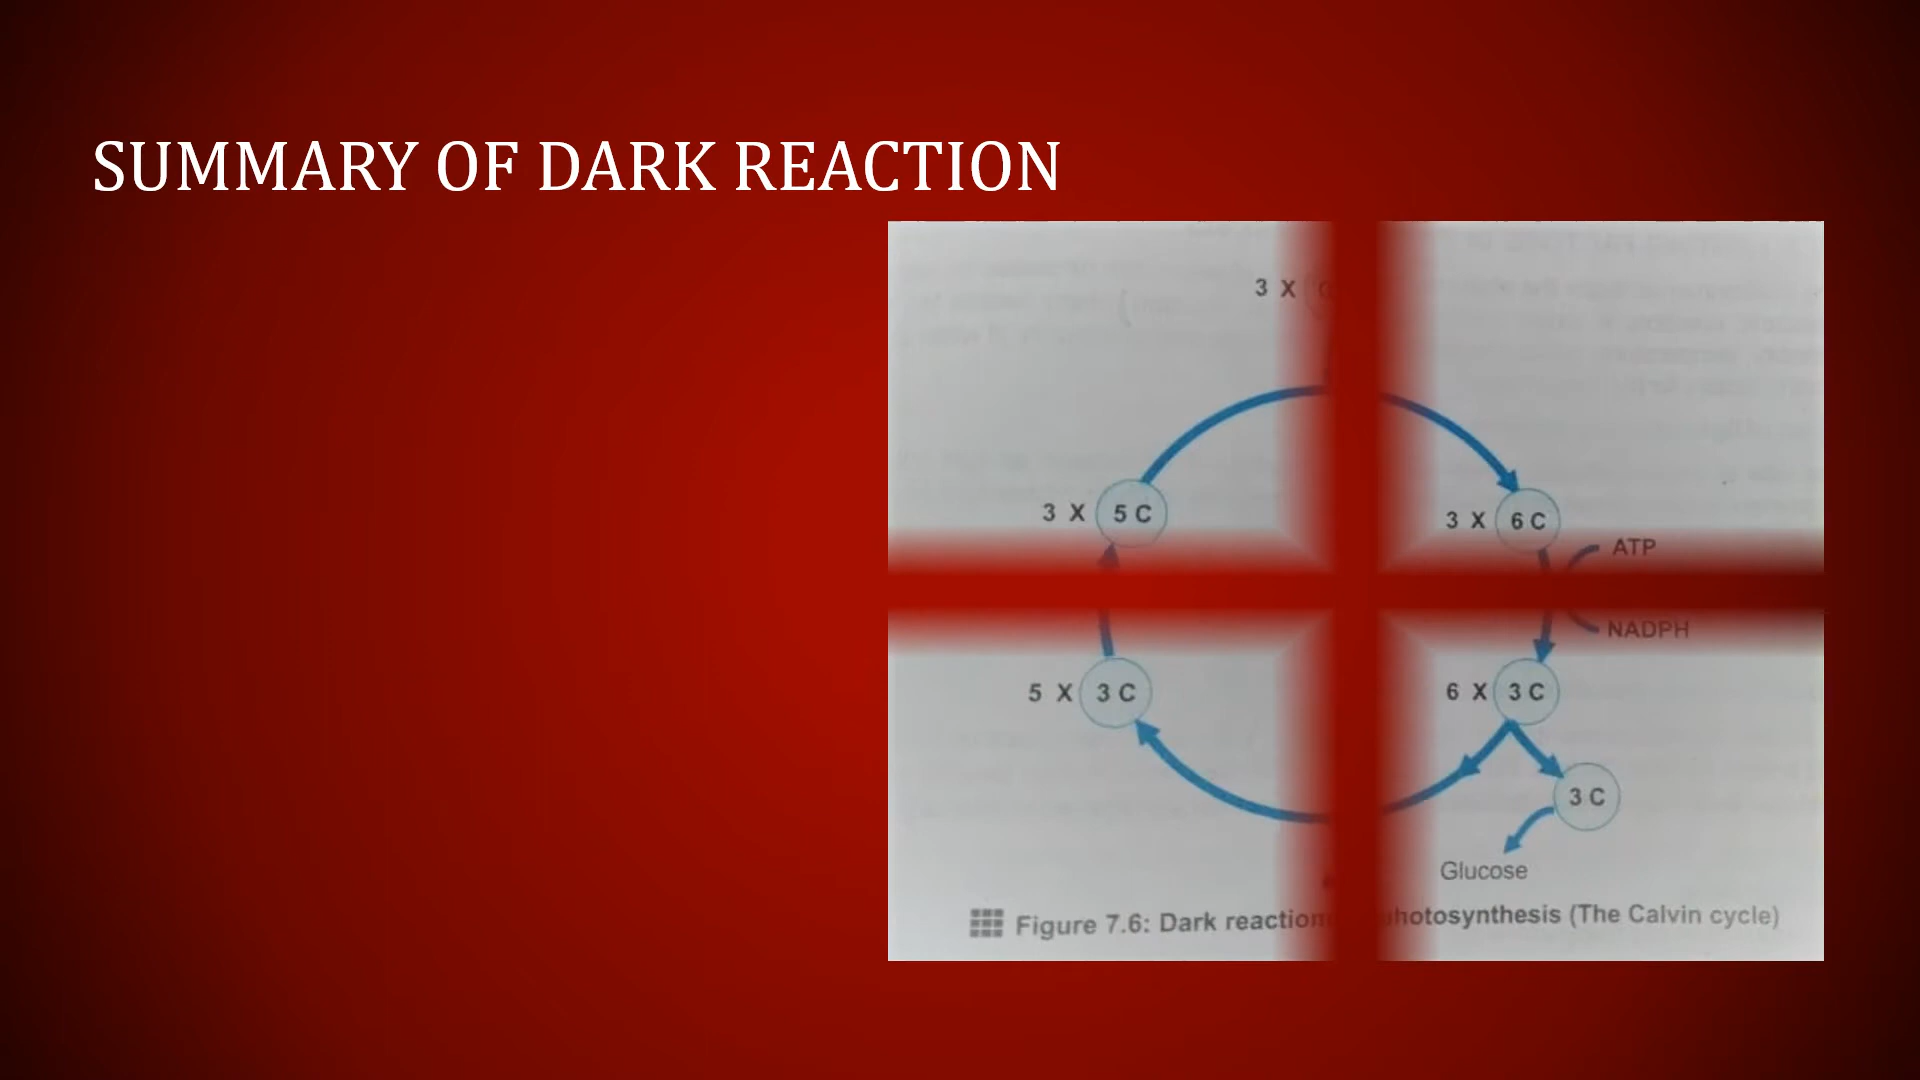 SUMMARY OF DARK REACTION
3 X
3 X 5 C
3 X 6 C
ATP
NADPH
5 X 3 C
6 X 3 C
3 C
Glucose
Figure 7.6: Dark reaction photosynthesis (The Calvin cycle)